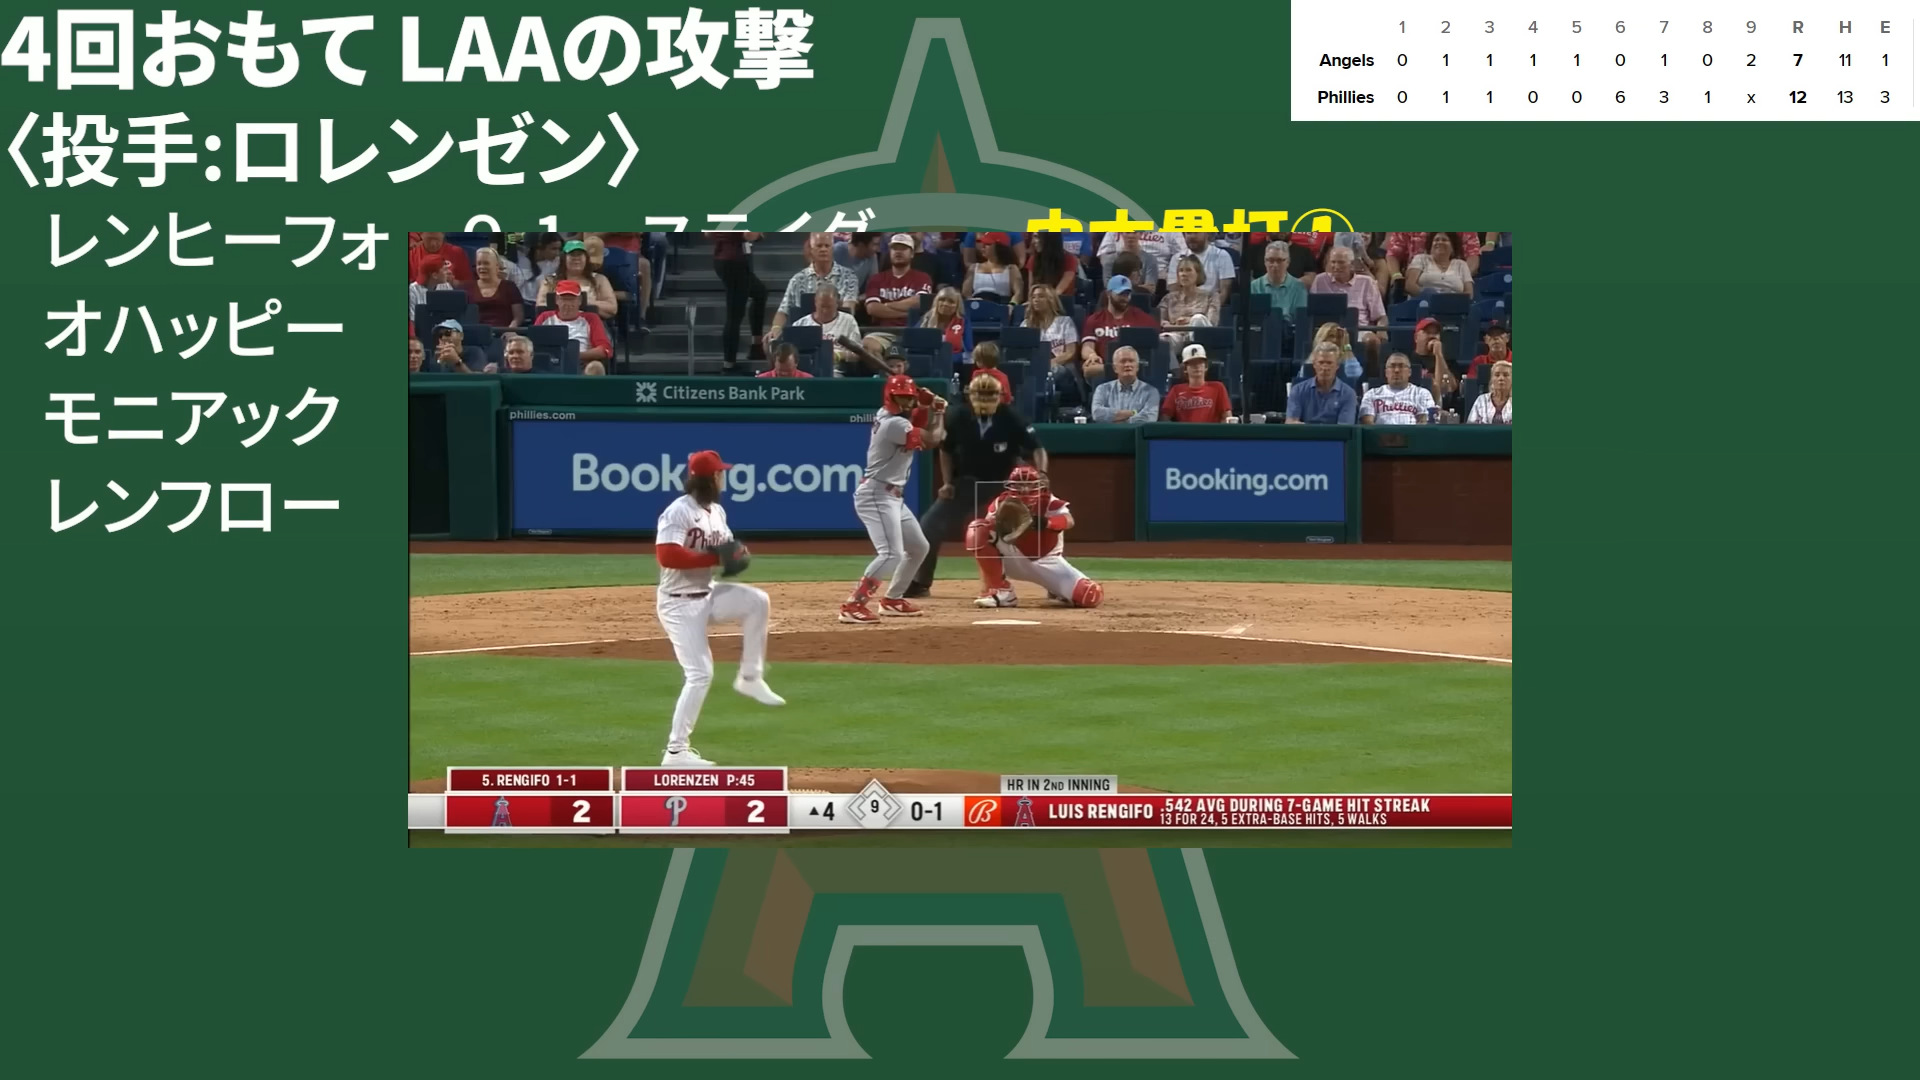 4回おもて LAAの攻撃
〈投手:ロレンゼン〉
レンヒーフォ
オハッピー
モニアック
レンフロー
1 2 3 4 5 6 7 8 9 R H E
Angels 0 1 1 1 1 0 1 0 2 7 11 1
Phillies 0 1 1 0 0 6 3 1 x 12 13 3
Citizens Bank Park
phillies.com
Booking.com
Booking.com
5. RENGIFO 1-1
LORENZEN P:45
HR IN 2ND INNING
2 P 2 ▲4 9 0-1
LUIS RENGIFO .542 AVG DURING 7-GAME HIT STREAK
13 FOR 24, 5 EXTRA-BASE HITS, 5 WALKS